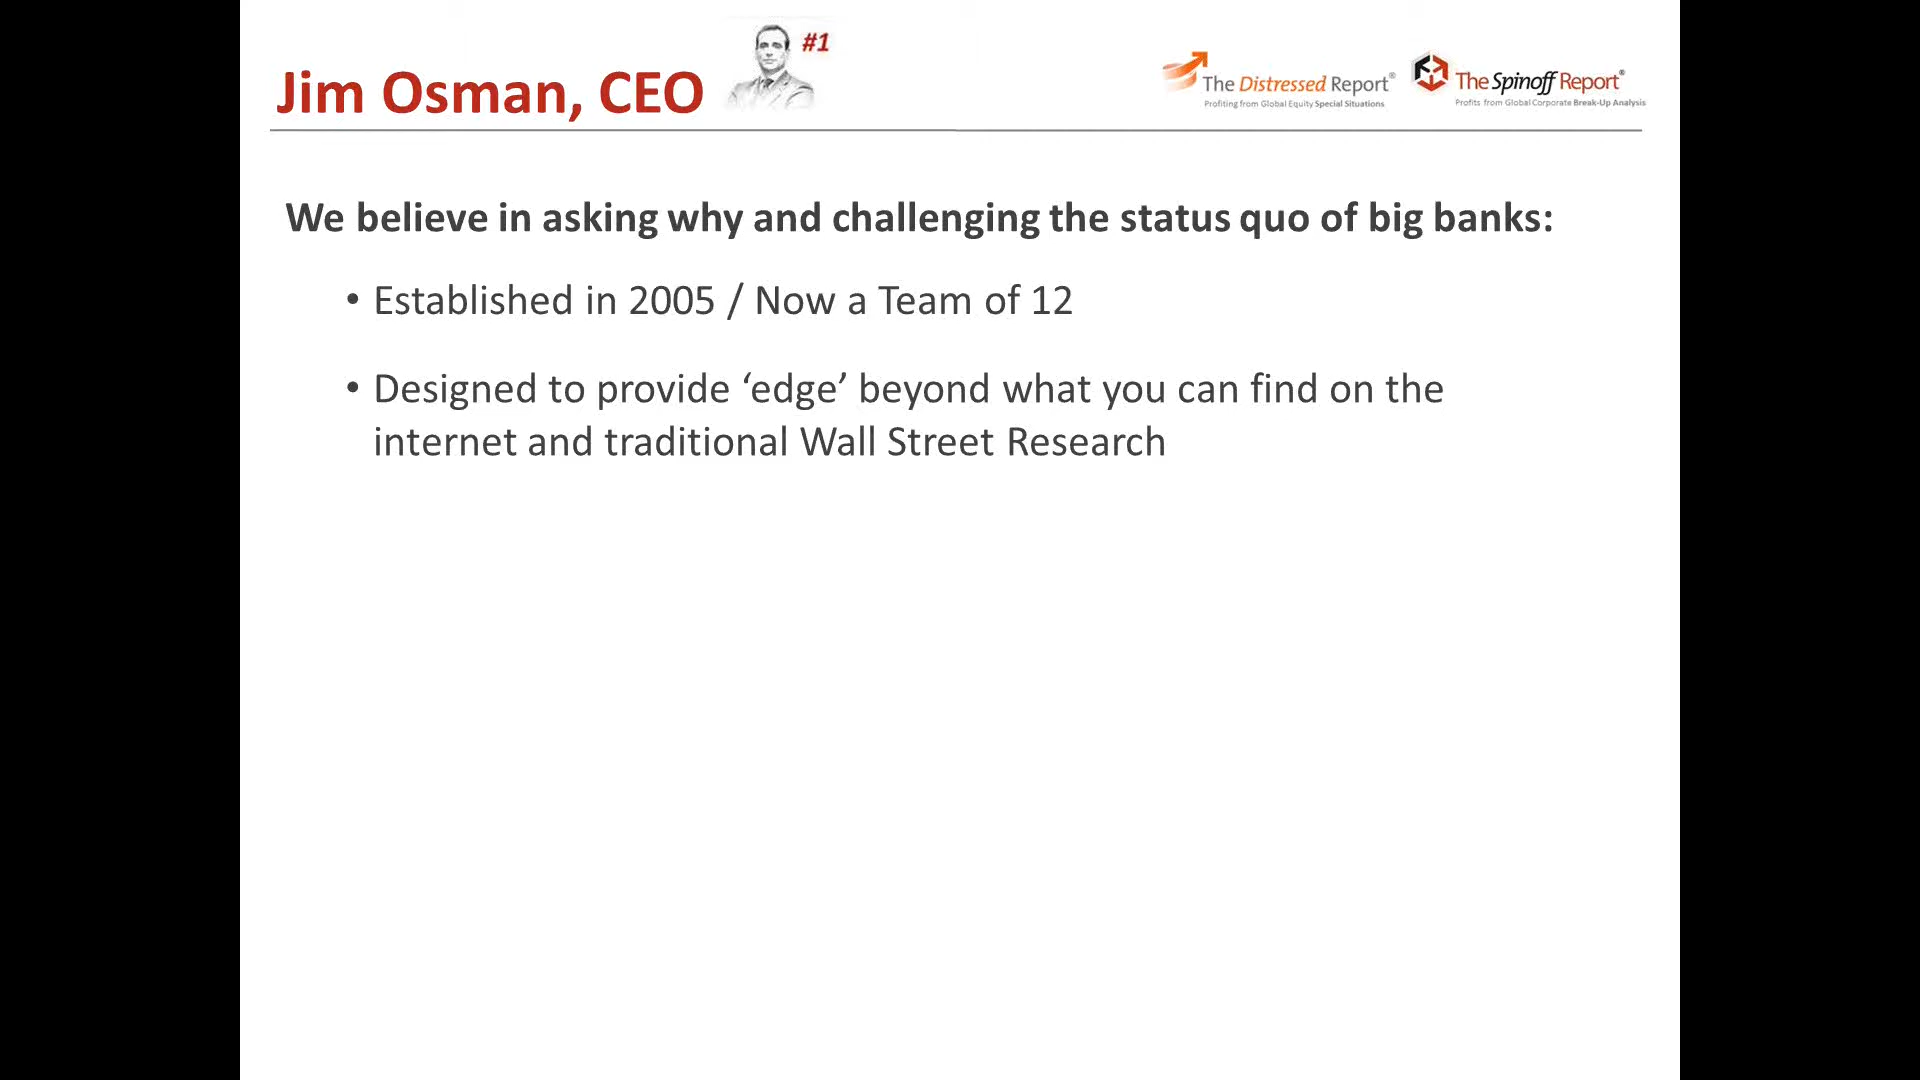 Jim Osman, CEO
#1
The Distressed Report®
Profiting from Global Equity Special Situations
The Spinoff Report®
Profits from Global Corporate Break-Up Analysis
We believe in asking why and challenging the status quo of big banks:
• Established in 2005 / Now a Team of 12
• Designed to provide ‘edge’ beyond what you can find on the
internet and traditional Wall Street Research